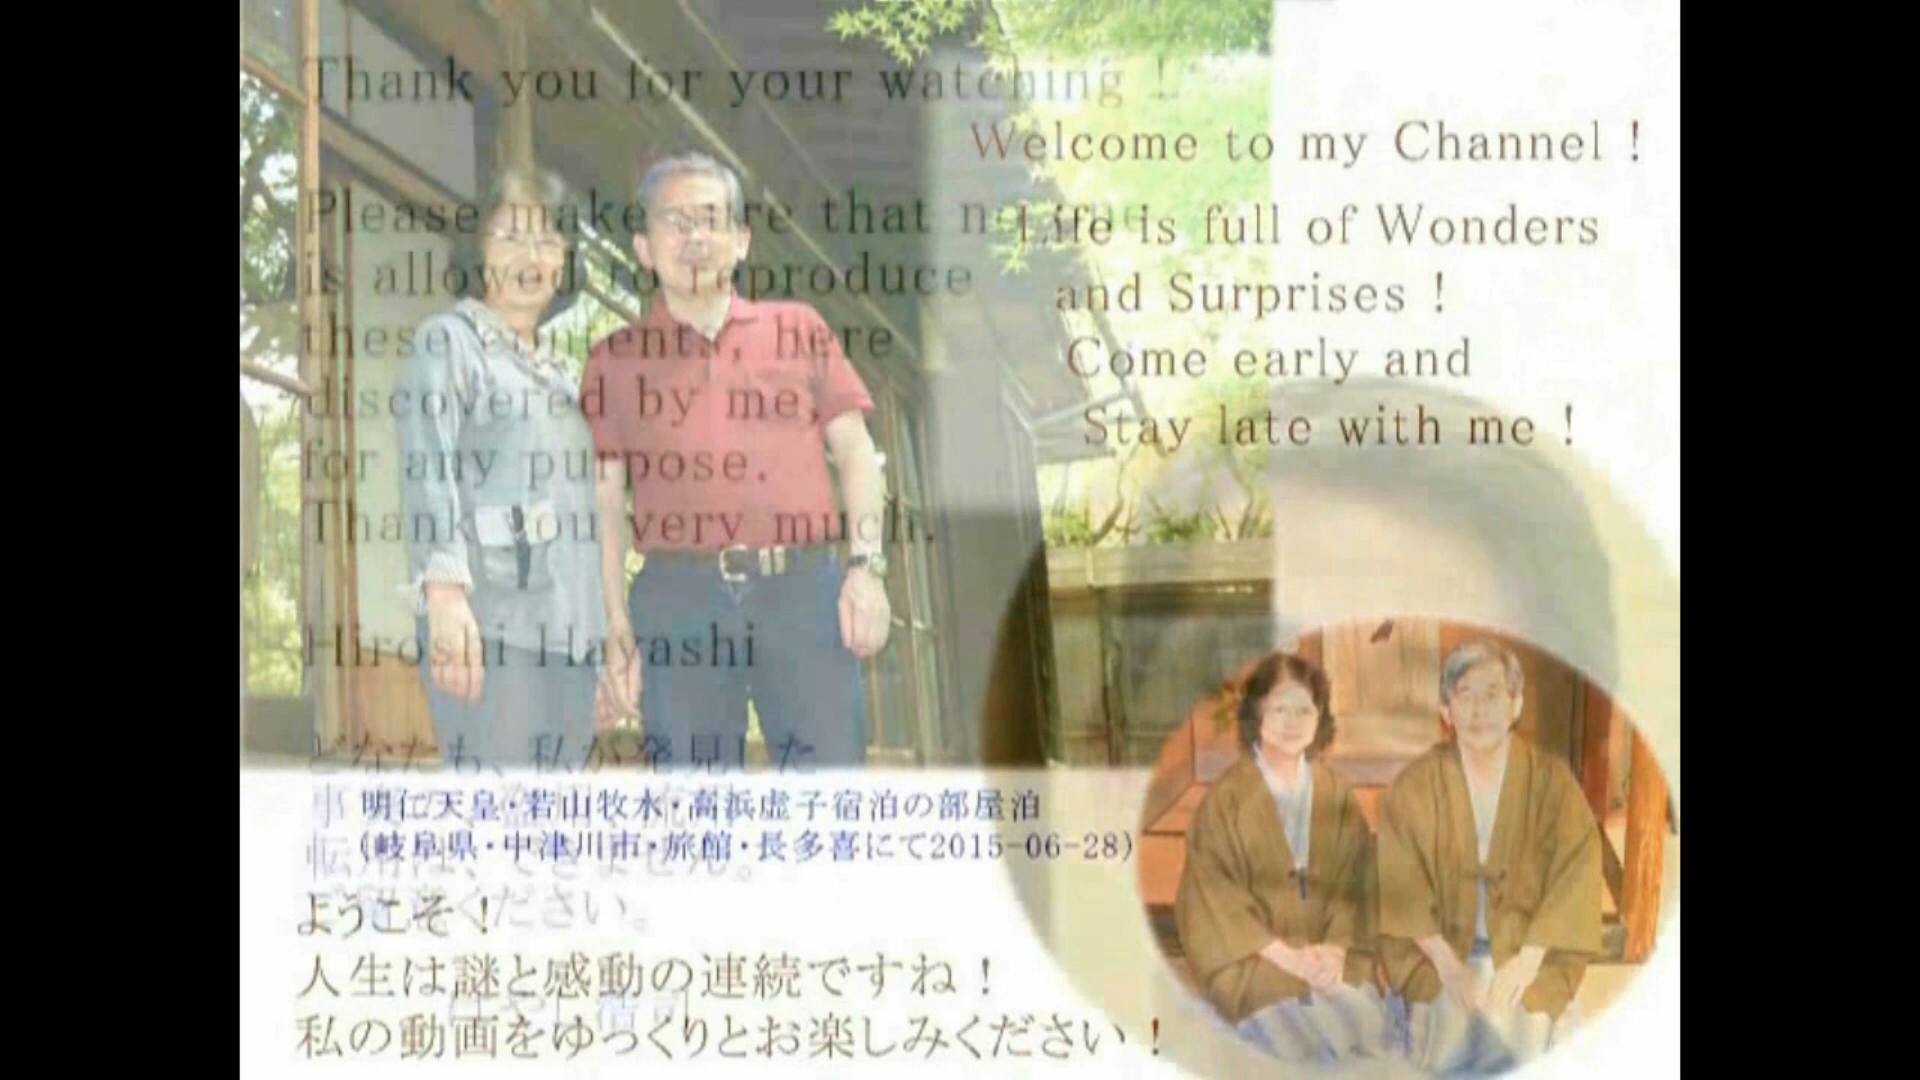 Thank you for your watching !
Welcome to my Channel !
Please make sure that no
is allowed to reproduce
these contents, here
discovered by me,
for any purpose.
Thank you very much.
Life is full of Wonders
and Surprises !
Come early and
Stay late with me !
Hiroshi Hayashi
どなたも、私が発見した
明仁天皇・若山牧水・高浜虚子宿泊の部屋泊
(岐阜県・中津川市・旅館・長多喜にて2015-06-28)
ください。
ようこそ!
人生は謎と感動の連続ですね!
私の動画をゆっくりとお楽しみください!